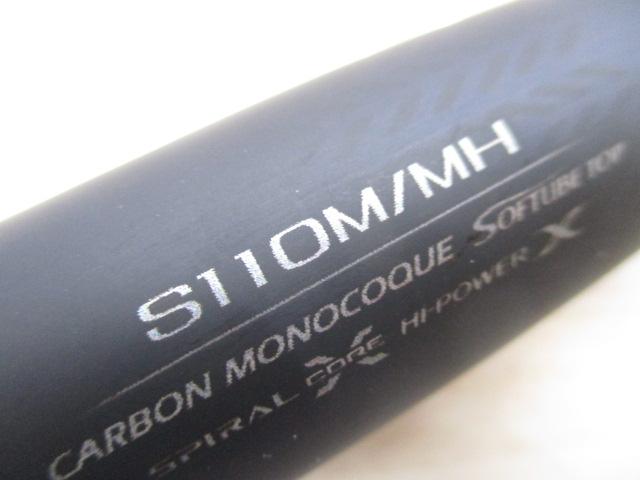 S110M/MH
CARBON MONOCOQUE SOFTUBE TOP
SPIRAL X CORE HI-POWER X